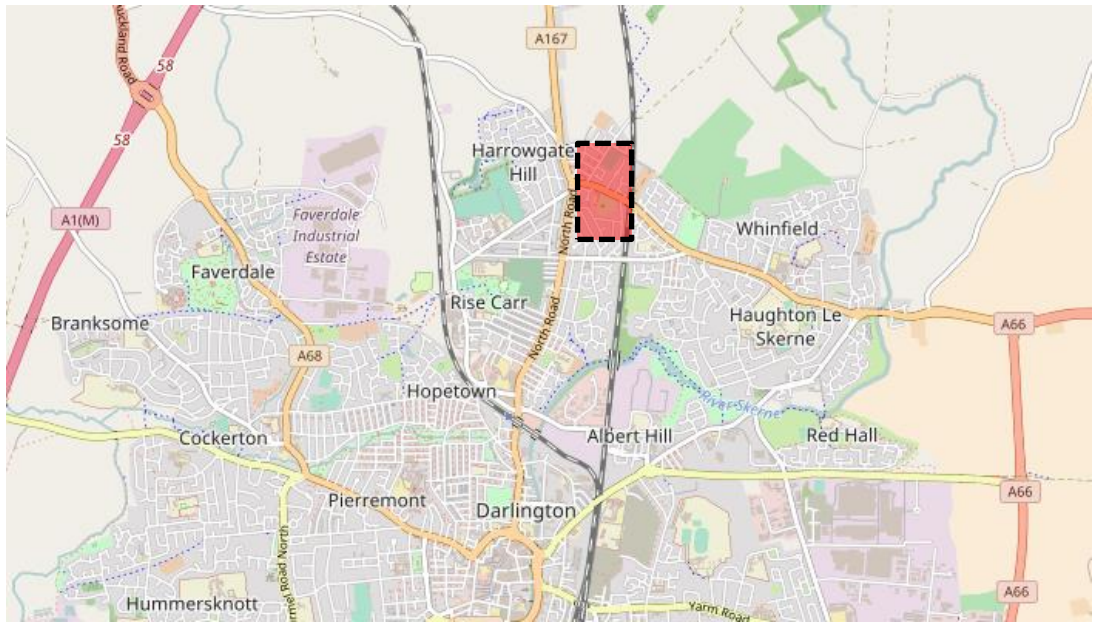 uckland Road
A167
58
58
Harrowgate
Hill
A1(M)
Faverdale
Industrial
Estate
North Road
Whinfield
Faverdale
Rise Carr
Branksome
Haughton Le
Skerne
A66
North Road
A68
Hopetown
River Skerne
Cockerton
Albert Hill
Red Hall
Pierremont
A66
Darlington
Road North
A66
Hummersknott
Yarm Road